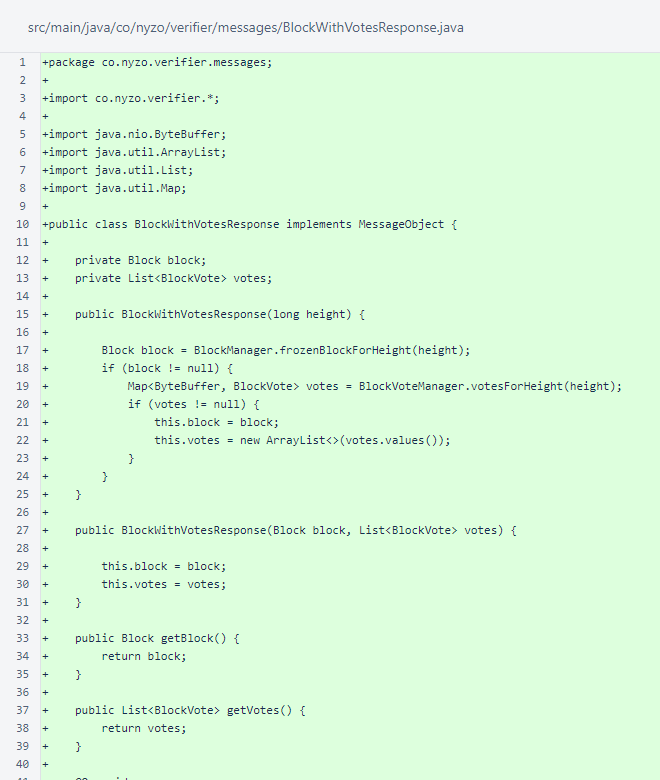 src/main/java/co/nyzo/verifier/messages/BlockWithVotesResponse.java
1 +package co.nyzo.verifier.messages;
2 +
3 +import co.nyzo.verifier.*;
4 +
5 +import java.nio.ByteBuffer;
6 +import java.util.ArrayList;
7 +import java.util.List;
8 +import java.util.Map;
9 +
10 +public class BlockWithVotesResponse implements MessageObject {
11 +
12 +    private Block block;
13 +    private List<BlockVote> votes;
14 +
15 +    public BlockWithVotesResponse(long height) {
16 +
17 +        Block block = BlockManager.frozenBlockForHeight(height);
18 +        if (block != null) {
19 +            Map<ByteBuffer, BlockVote> votes = BlockVoteManager.votesForHeight(height);
20 +            if (votes != null) {
21 +                this.block = block;
22 +                this.votes = new ArrayList<>(votes.values());
23 +            }
24 +        }
25 +    }
26 +
27 +    public BlockWithVotesResponse(Block block, List<BlockVote> votes) {
28 +
29 +        this.block = block;
30 +        this.votes = votes;
31 +    }
32 +
33 +    public Block getBlock() {
34 +        return block;
35 +    }
36 +
37 +    public List<BlockVote> getVotes() {
38 +        return votes;
39 +    }
40 +